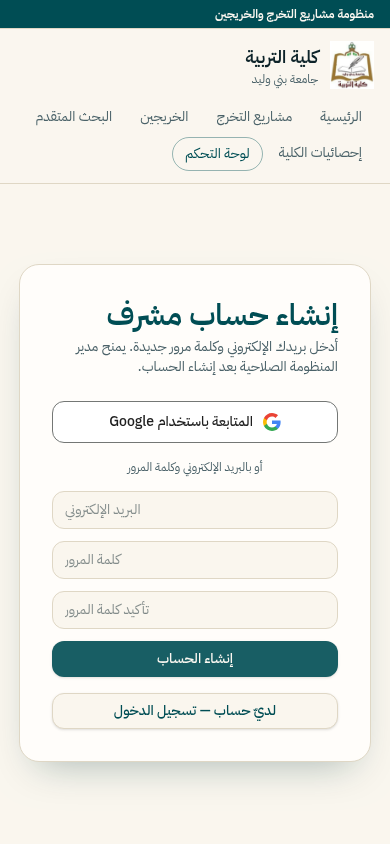 منظومة مشاريع التخرج والخريجين
كلية التربية
جامعة بني وليد
الرئيسية
مشاريع التخرج
الخريجين
البحث المتقدم
إحصائيات الكلية
لوحة التحكم
إنشاء حساب مشرف
أدخل بريدك الإلكتروني وكلمة مرور جديدة. يمنح مدير
المنظومة الصلاحية بعد إنشاء الحساب.
المتابعة باستخدام Google
أو بالبريد الإلكتروني وكلمة المرور
البريد الإلكتروني
كلمة المرور
تأكيد كلمة المرور
إنشاء الحساب
لديّ حساب — تسجيل الدخول